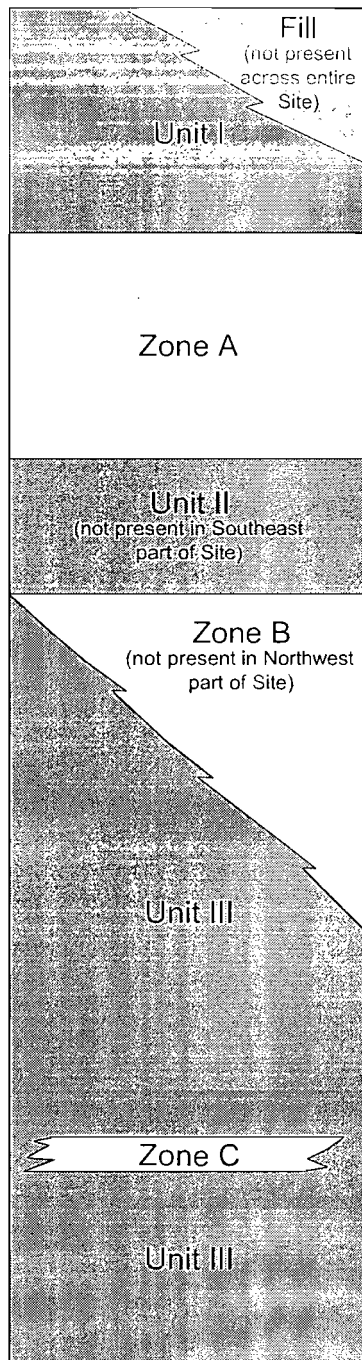 Fill
(not present
across entire
Site)
Unit I
Zone A
Unit II
(not present in Southeast
part of Site)
Zone B
(not present in Northwest
part of Site)
Unit III
Zone C
Unit III